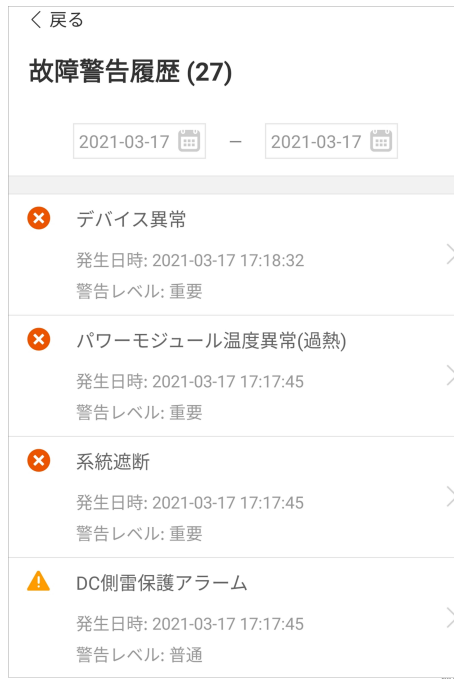 戻る
故障警告履歴 (27)
2021-03-17 – 2021-03-17
デバイス異常
発生日時: 2021-03-17 17:18:32
警告レベル: 重要
パワーモジュール温度異常(過熱)
発生日時: 2021-03-17 17:17:45
警告レベル: 重要
系統遮断
発生日時: 2021-03-17 17:17:45
警告レベル: 重要
DC側雷保護アラーム
発生日時: 2021-03-17 17:17:45
警告レベル: 普通